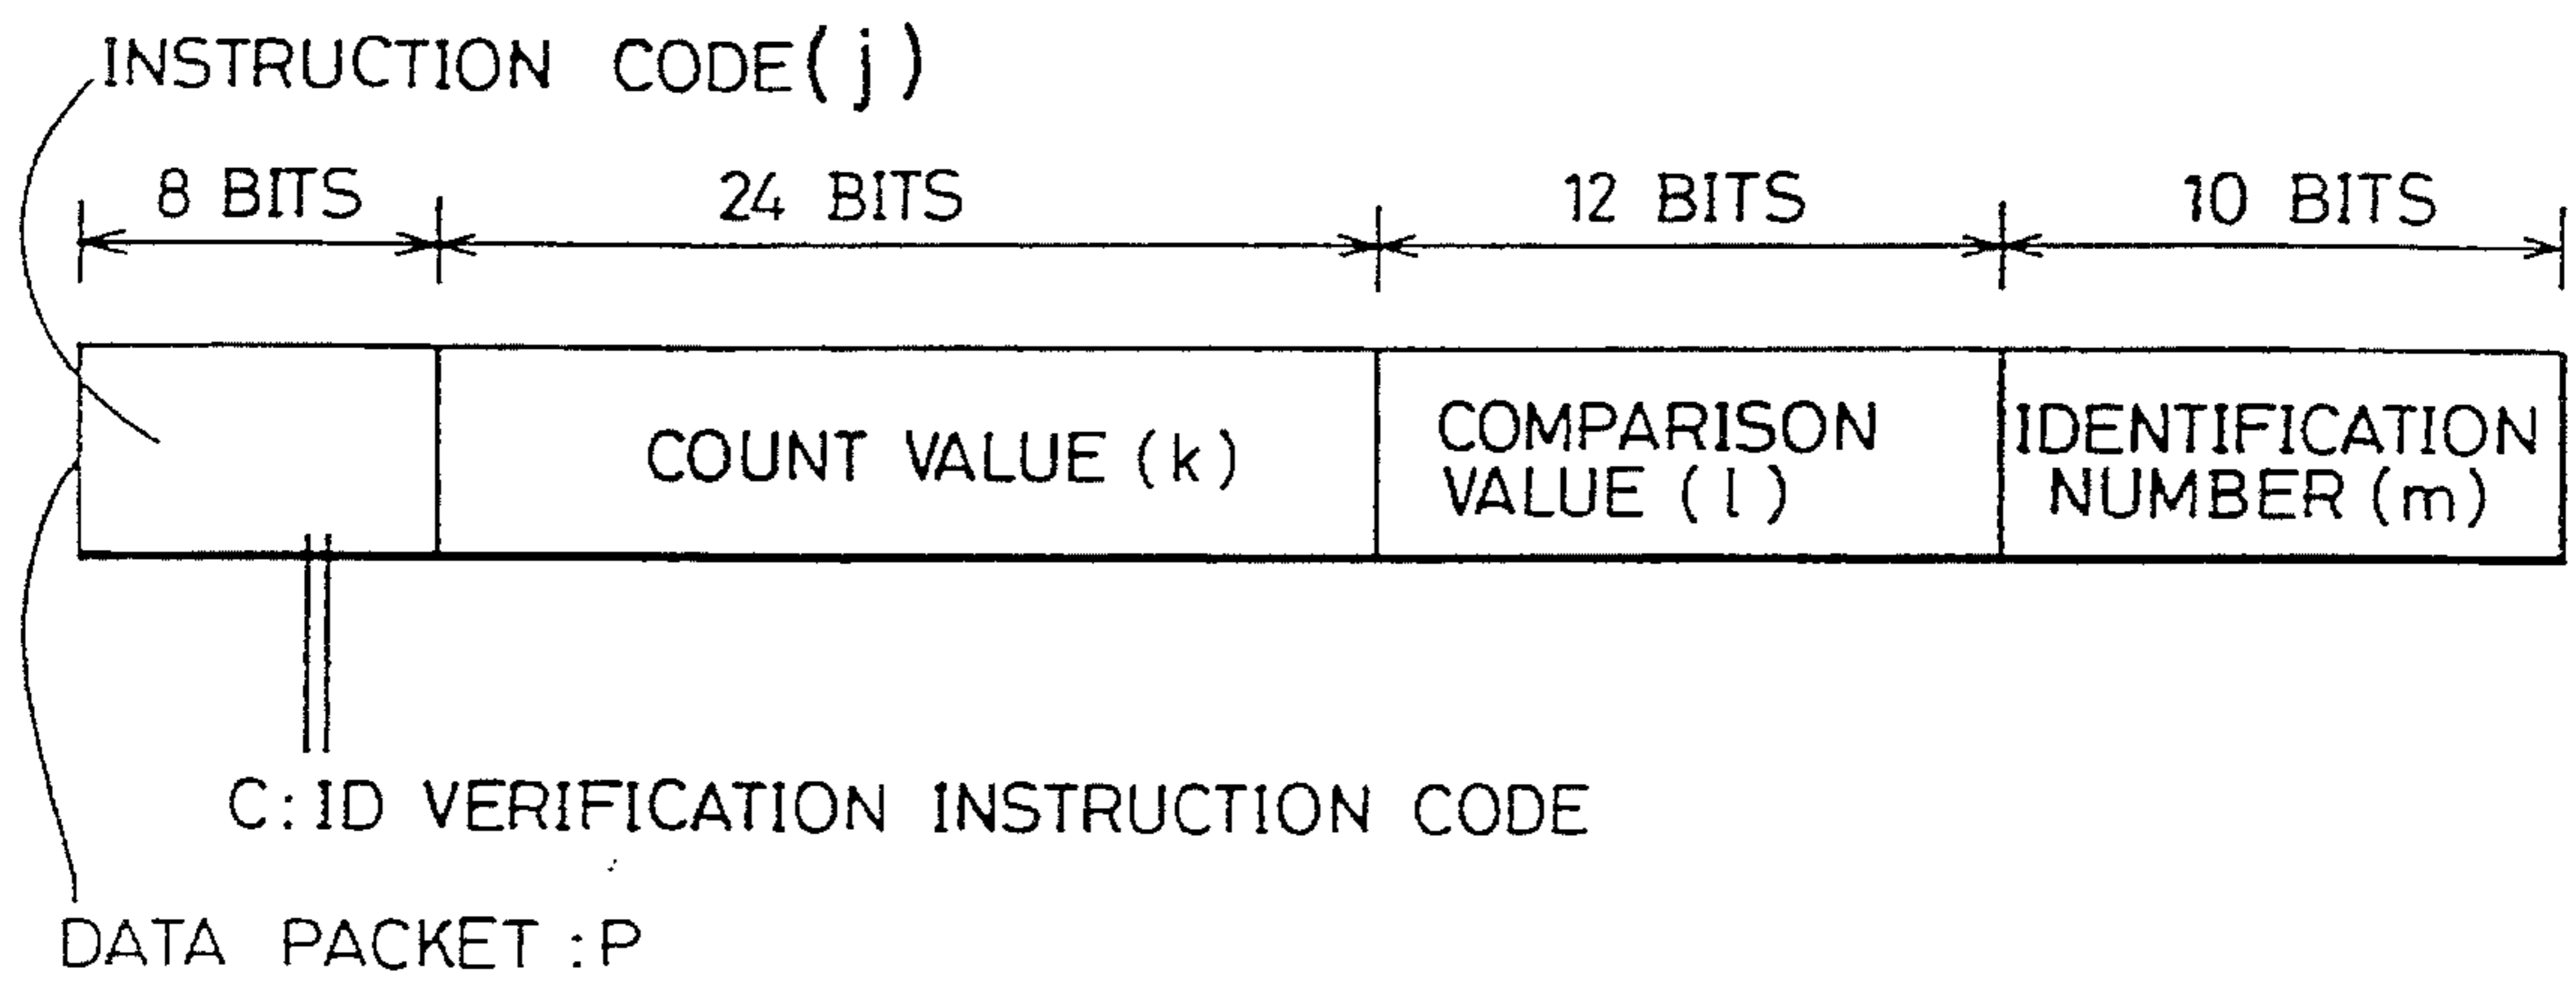 INSTRUCTION CODE(j)
8 BITS 24 BITS 12 BITS 10 BITS
COUNT VALUE (k)
COMPARISON
VALUE (l)
IDENTIFICATION
NUMBER (m)
C:ID VERIFICATION INSTRUCTION CODE
DATA PACKET :P